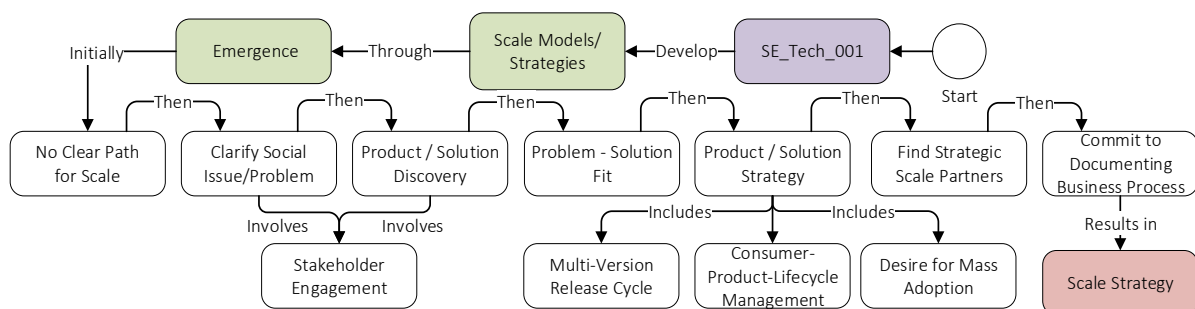 Emergence
Through
Scale Models/
Strategies
Develop
SE_Tech_001
Start
Initially
Then
Then
Then
Then
Then
Then
No Clear Path
for Scale
Clarify Social
Issue/Problem
Product / Solution
Discovery
Problem - Solution
Fit
Product / Solution
Strategy
Find Strategic
Scale Partners
Commit to
Documenting
Business Process
Involves
Involves
Includes
Includes
Results in
Stakeholder
Engagement
Multi-Version
Release Cycle
Consumer-
Product-Lifecycle
Management
Desire for Mass
Adoption
Scale Strategy